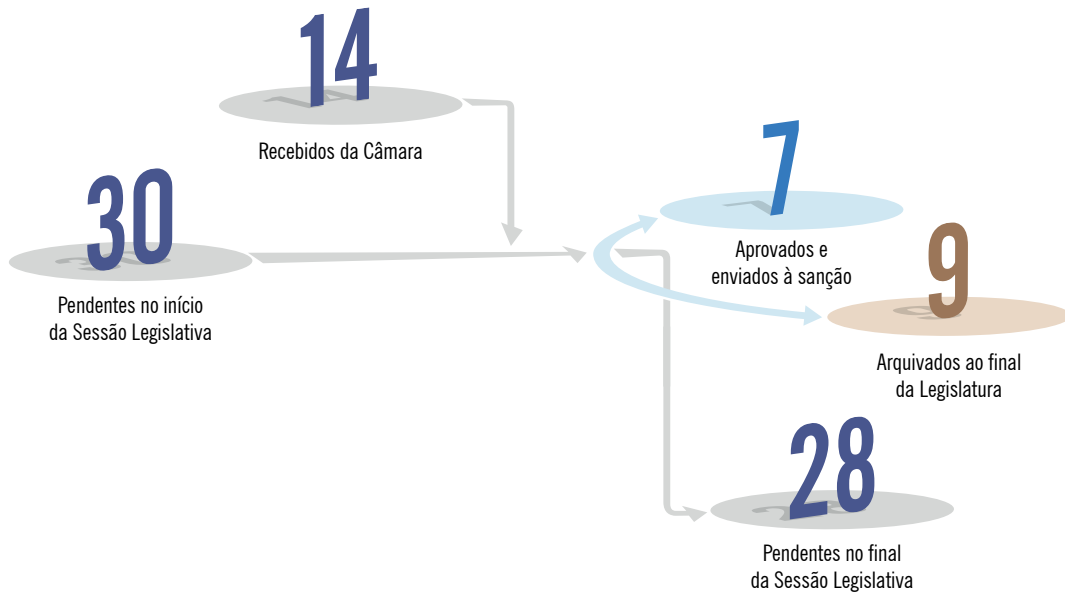 14
Recebidos da Câmara
30
Pendentes no início
da Sessão Legislativa
7
Aprovados e
enviados à sanção
9
Arquivados ao final
da Legislatura
28
Pendentes no final
da Sessão Legislativa